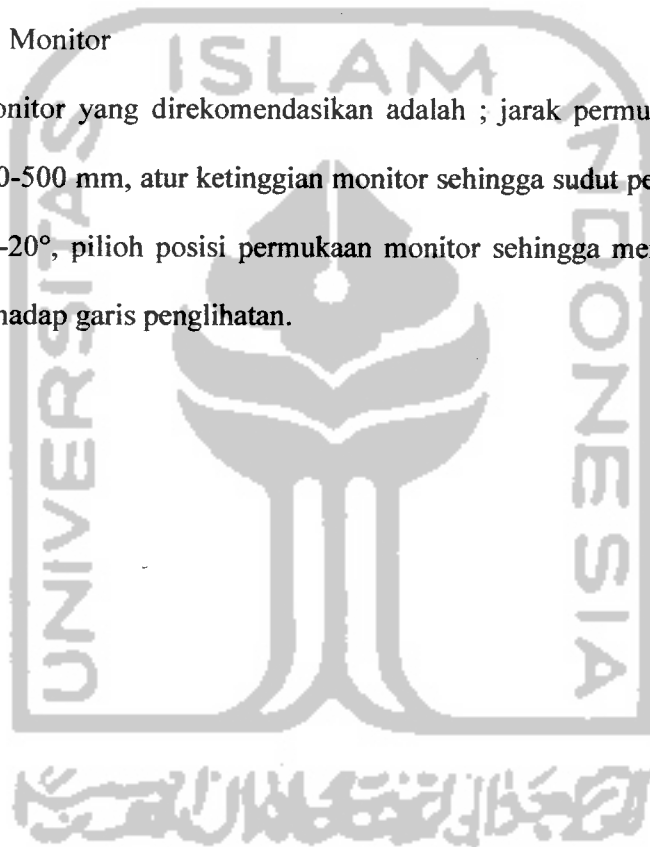 Monitor
onitor yang direkomendasikan adalah ; jarak permu
0-500 mm, atur ketinggian monitor sehingga sudut pe
-20°, pilioh posisi permukaan monitor sehingga me
hadap garis penglihatan.
UNIVERSITAS
ISLAM
INDONESIA